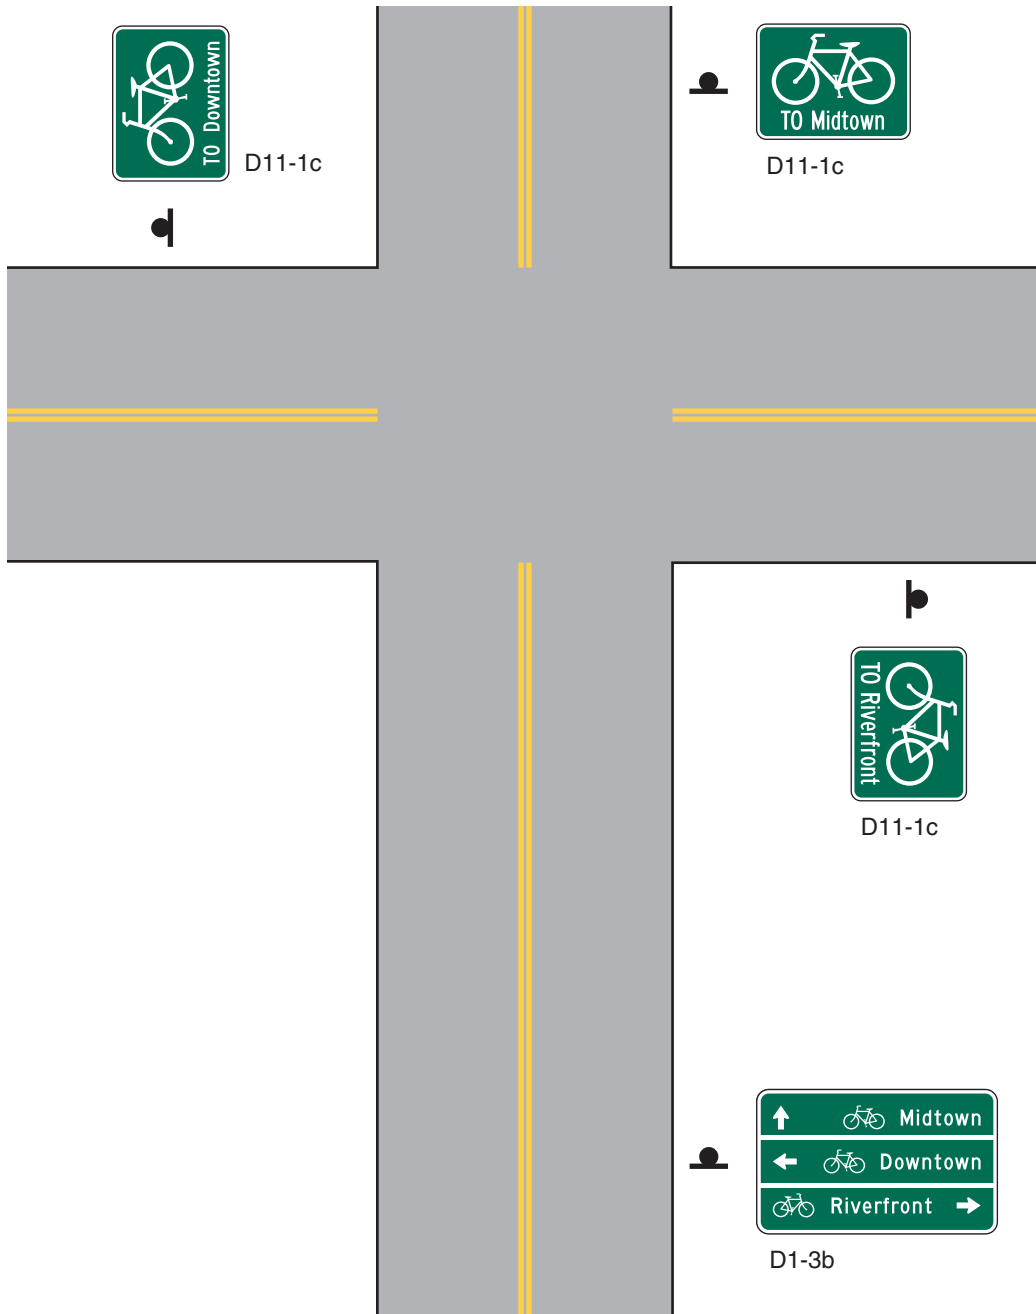 TO Downtown
D11-1c
TO Midtown
D11-1c
TO Riverfront
D11-1c
Midtown
Downtown
Riverfront
D1-3b